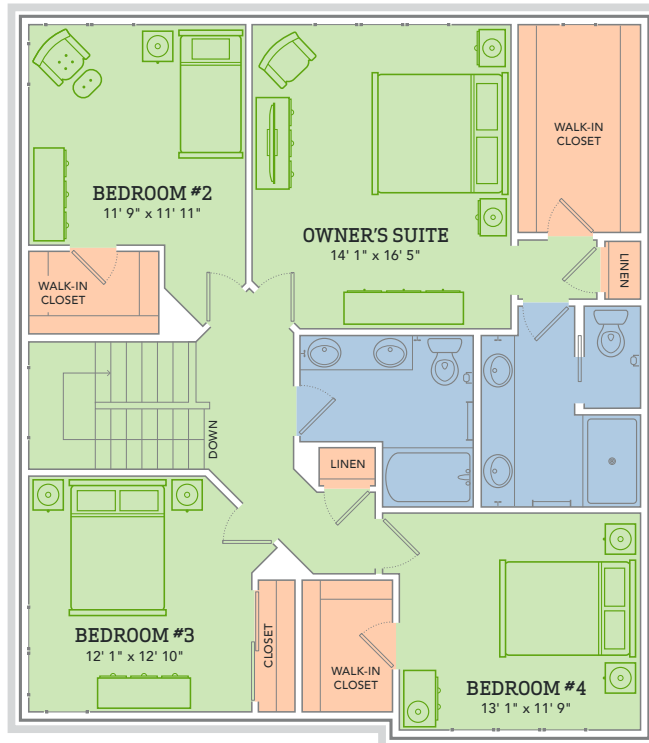 BEDROOM #2
11' 9" x 11' 11"
OWNER'S SUITE
14' 1" x 16' 5"
WALK-IN
CLOSET
LINEN
WALK-IN
CLOSET
DOWN
LINEN
BEDROOM #3
12' 1" x 12' 10"
CLOSET
WALK-IN
CLOSET
BEDROOM #4
13' 1" x 11' 9"